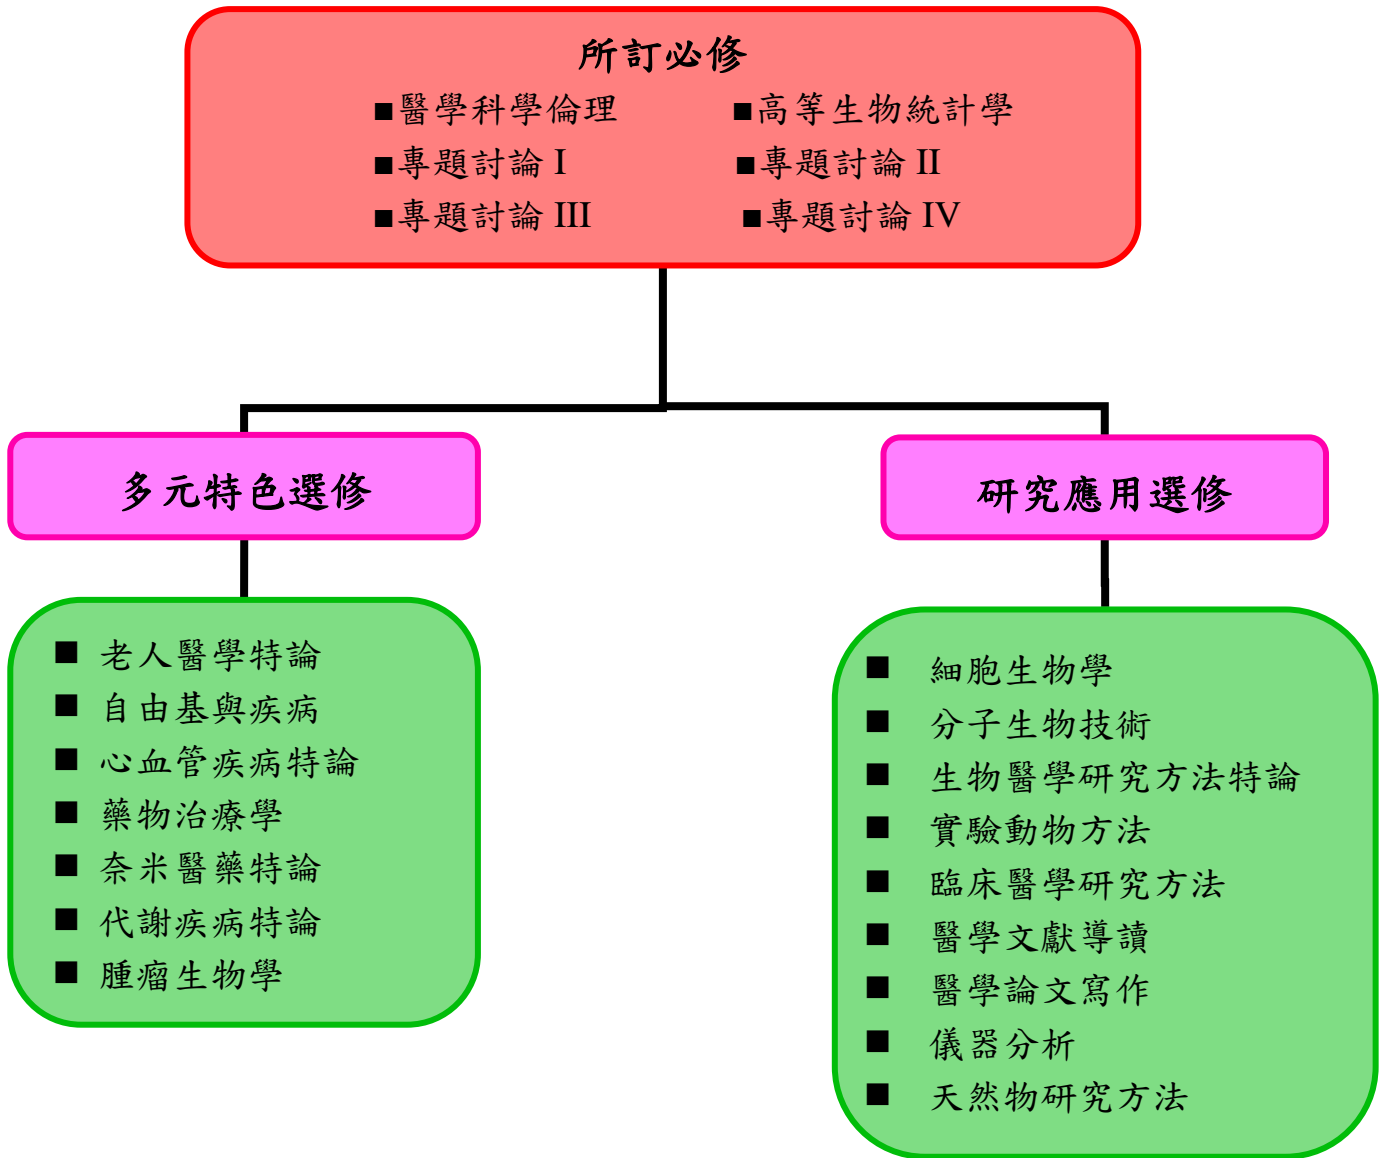 所訂必修
■醫學科學倫理 ■高等生物統計學
■專題討論 I ■專題討論 II
■專題討論 III ■專題討論 IV
多元特色選修
■ 老人醫學特論
■ 自由基與疾病
■ 心血管疾病特論
■ 藥物治療學
■ 奈米醫藥特論
■ 代謝疾病特論
■ 腫瘤生物學
研究應用選修
■ 細胞生物學
■ 分子生物技術
■ 生物醫學研究方法特論
■ 實驗動物方法
■ 臨床醫學研究方法
■ 醫學文獻導讀
■ 醫學論文寫作
■ 儀器分析
■ 天然物研究方法